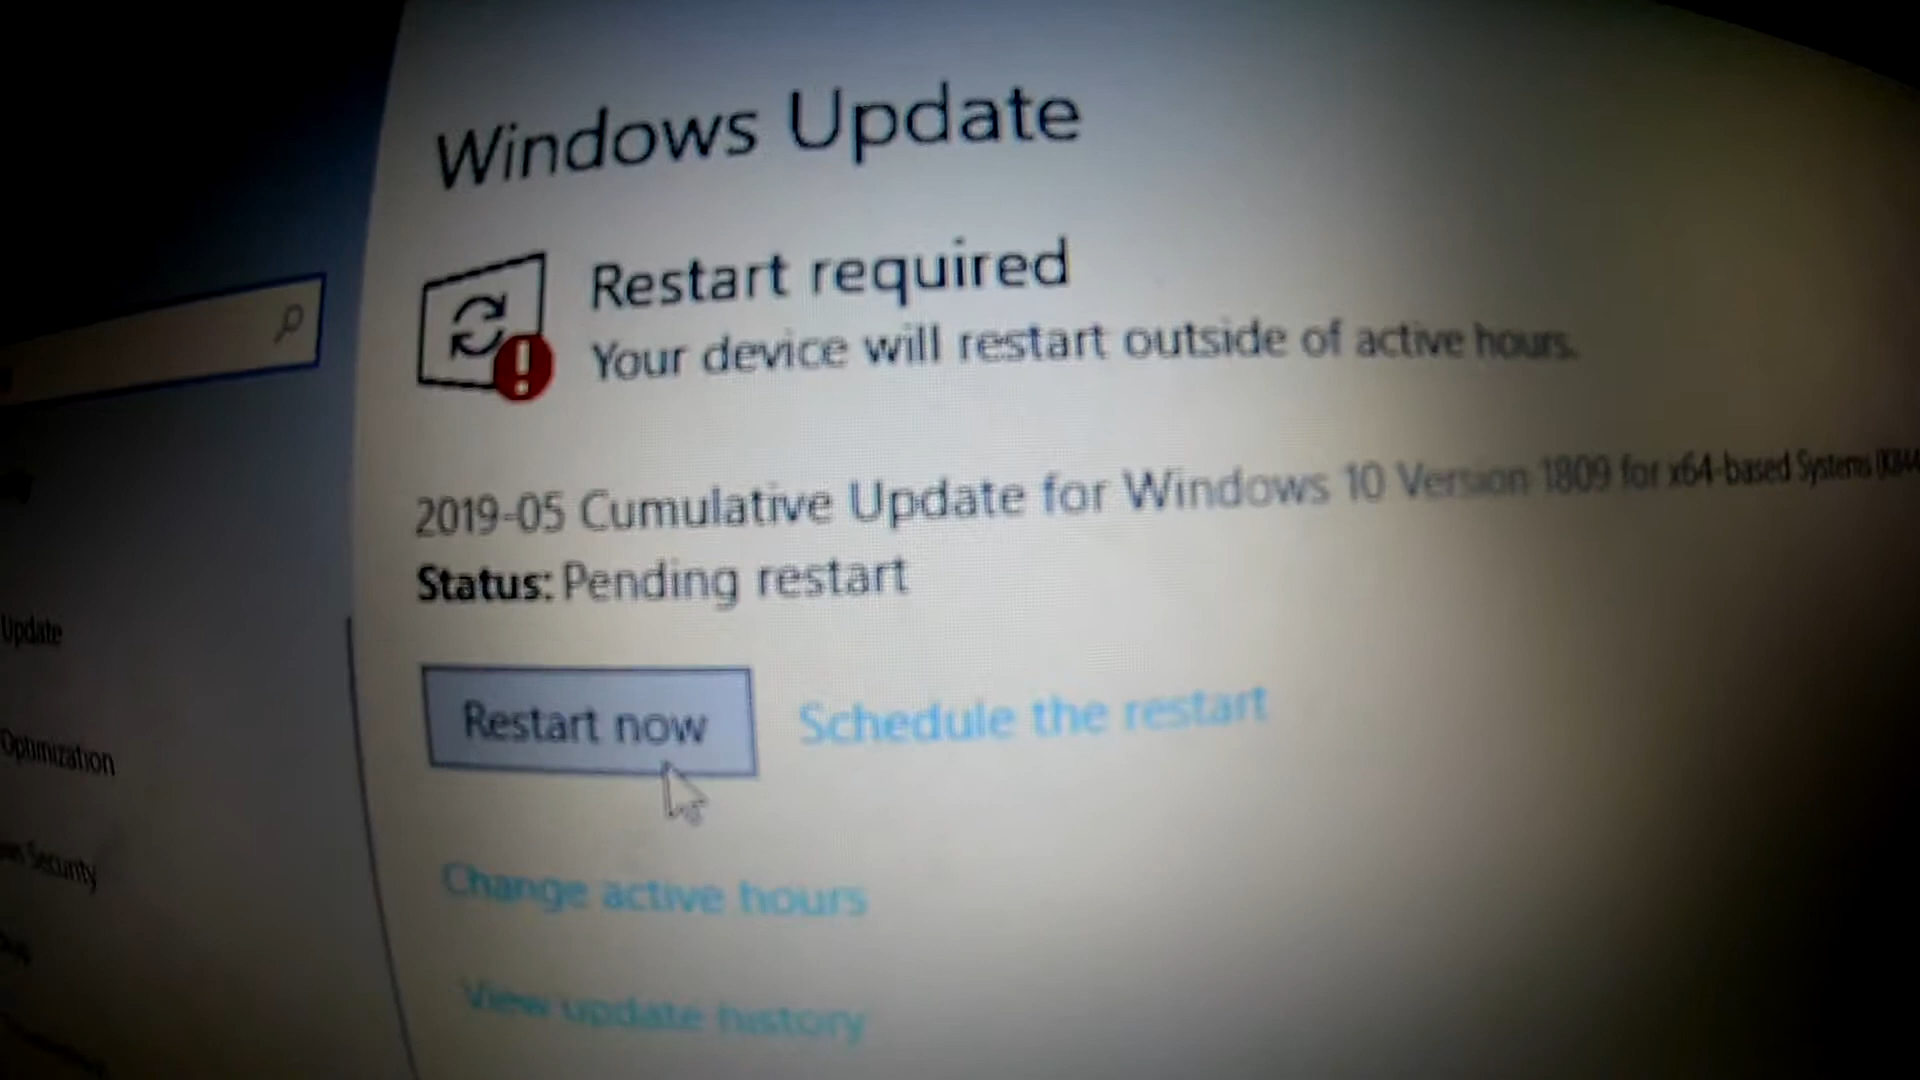 Windows Update
Restart required
Your device will restart outside of active hours.
2019-05 Cumulative Update for Windows 10 Version 1809 for x64-based Systems
Status: Pending restart
Restart now
Schedule the restart
Change active hours
View update history
Update
Optimization
Security